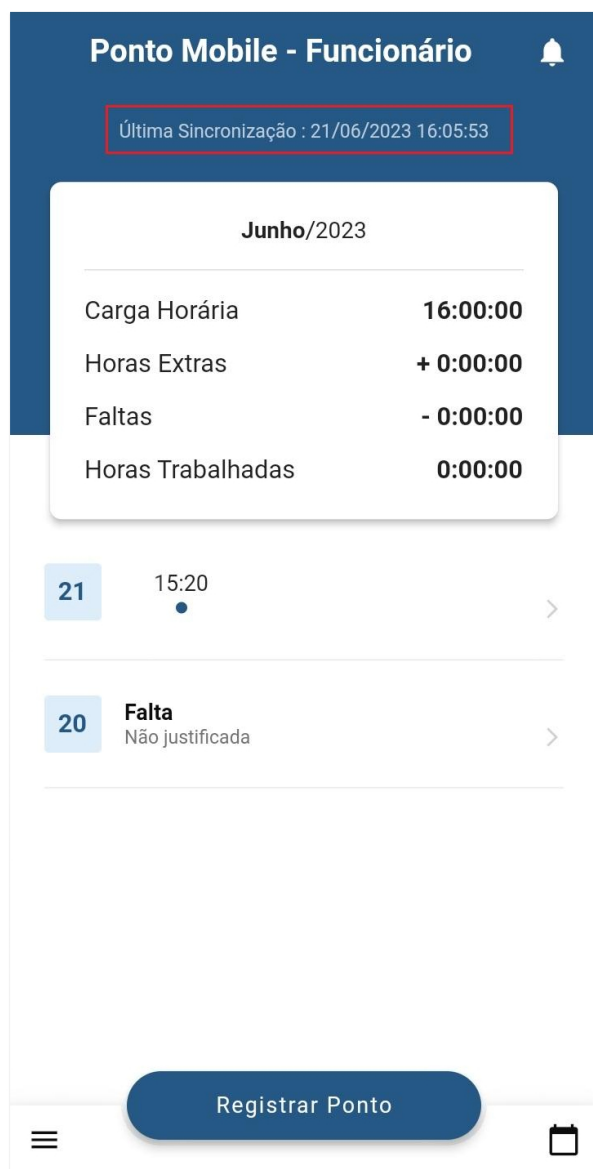 Ponto Mobile - Funcionário
Última Sincronização : 21/06/2023 16:05:53
Junho/2023
Carga Horária 16:00:00
Horas Extras + 0:00:00
Faltas - 0:00:00
Horas Trabalhadas 0:00:00
21 15:20
20 Falta
Não justificada
Registrar Ponto